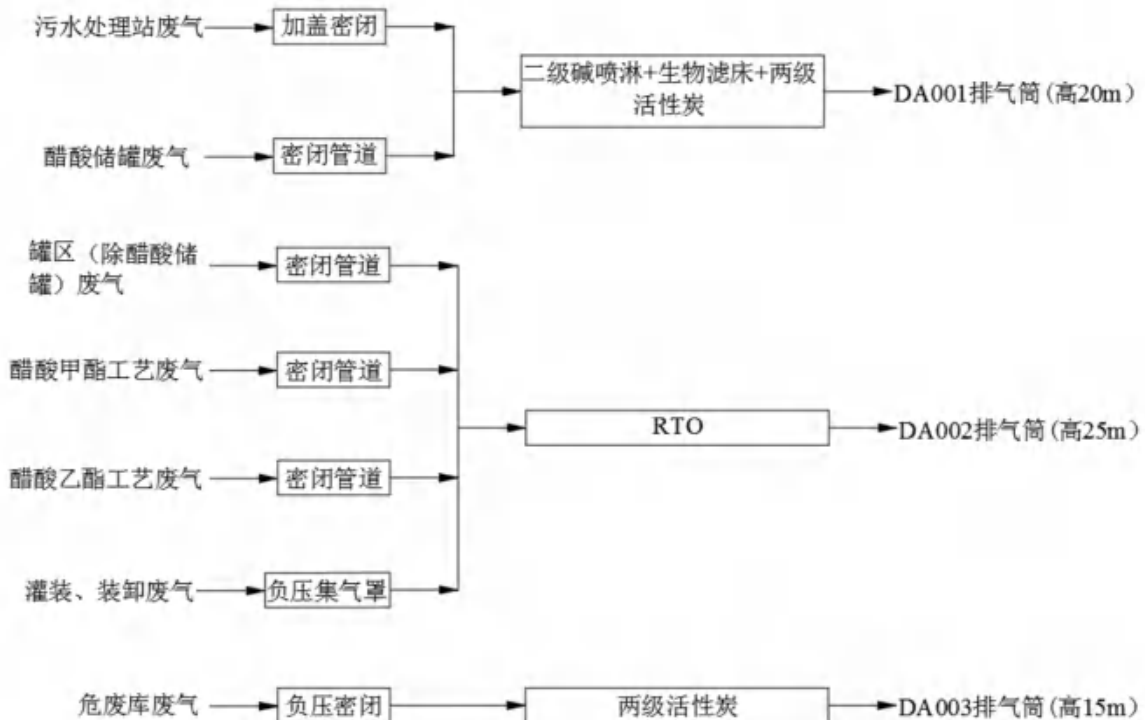 污水处理站废气
加盖密闭
二级碱喷淋+生物滤床+两级
活性炭
DA001排气筒(高20m)
醋酸储罐废气
密闭管道
罐区（除醋酸储
罐）废气
密闭管道
醋酸甲酯工艺废气
密闭管道
RTO
DA002排气筒(高25m)
醋酸乙酯工艺废气
密闭管道
灌装、装卸废气
负压集气罩
危废库废气
负压密闭
两级活性炭
DA003排气筒(高15m)